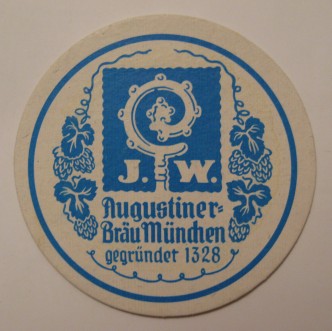 J. W.
Augustiner-
Bräu München
gegründet 1328